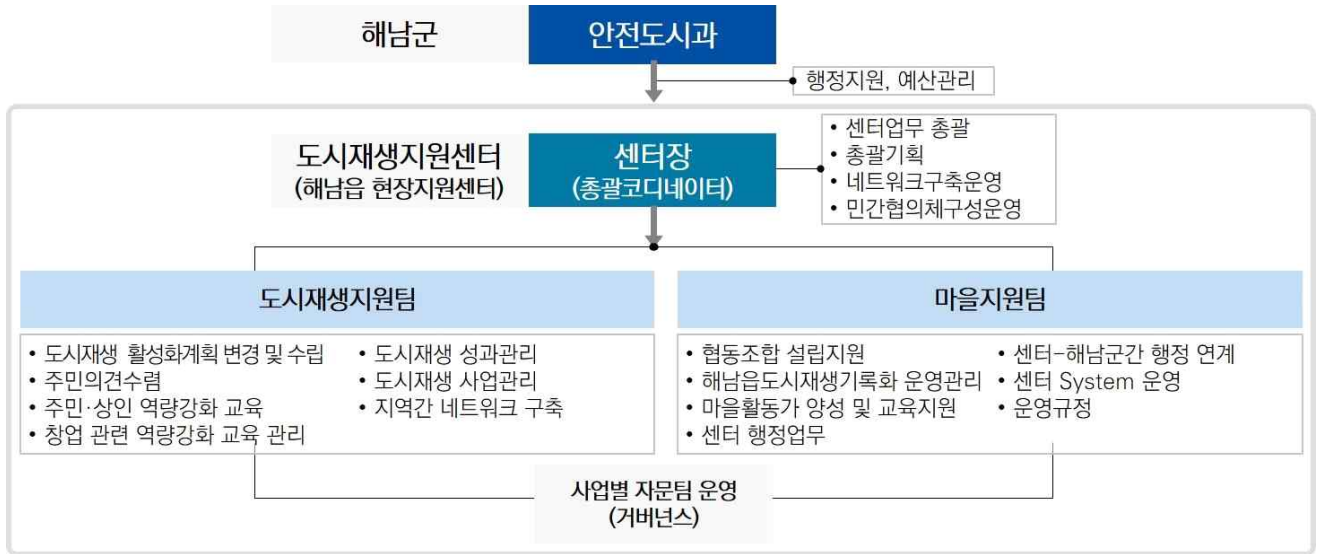 해남군
안전도시과
행정지원, 예산관리
도시재생지원센터
(해남읍 현장지원센터)
센터장
(총괄코디네이터)
• 센터업무 총괄
• 총괄기획
• 네트워크구축운영
• 민간협의체구성운영
도시재생지원팀
• 도시재생 활성화계획 변경 및 수립
• 주민의견수렴
• 주민·상인 역량강화 교육
• 창업 관련 역량강화 교육 관리
• 도시재생 성과관리
• 도시재생 사업관리
• 지역간 네트워크 구축
마을지원팀
• 협동조합 설립지원
• 해남읍도시재생기록화 운영관리
• 마을활동가 양성 및 교육지원
• 센터 행정업무
• 센터-해남군간 행정 연계
• 센터 System 운영
• 운영규정
사업별 자문팀 운영
(거버넌스)